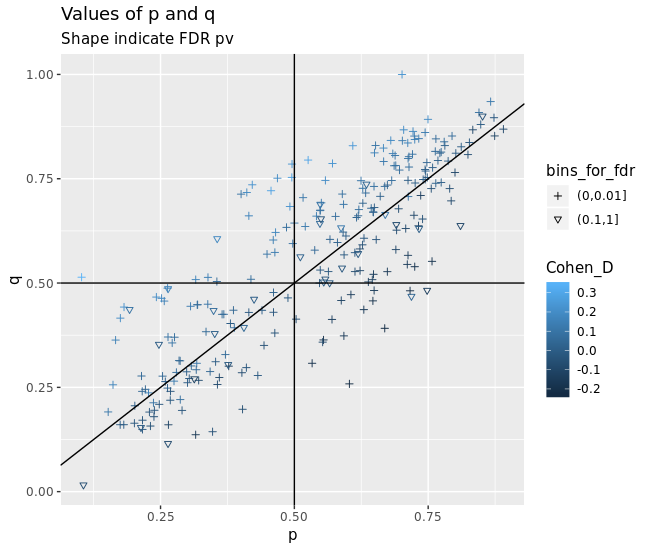 Values of p and q
Shape indicate FDR pv
1.00
0.75
0.50
0.25
0.00
q
0.25
0.50
0.75
p
bins_for_fdr
(0,0.01]
(0.1,1]
Cohen_D
0.3
0.2
0.1
0.0
-0.1
-0.2